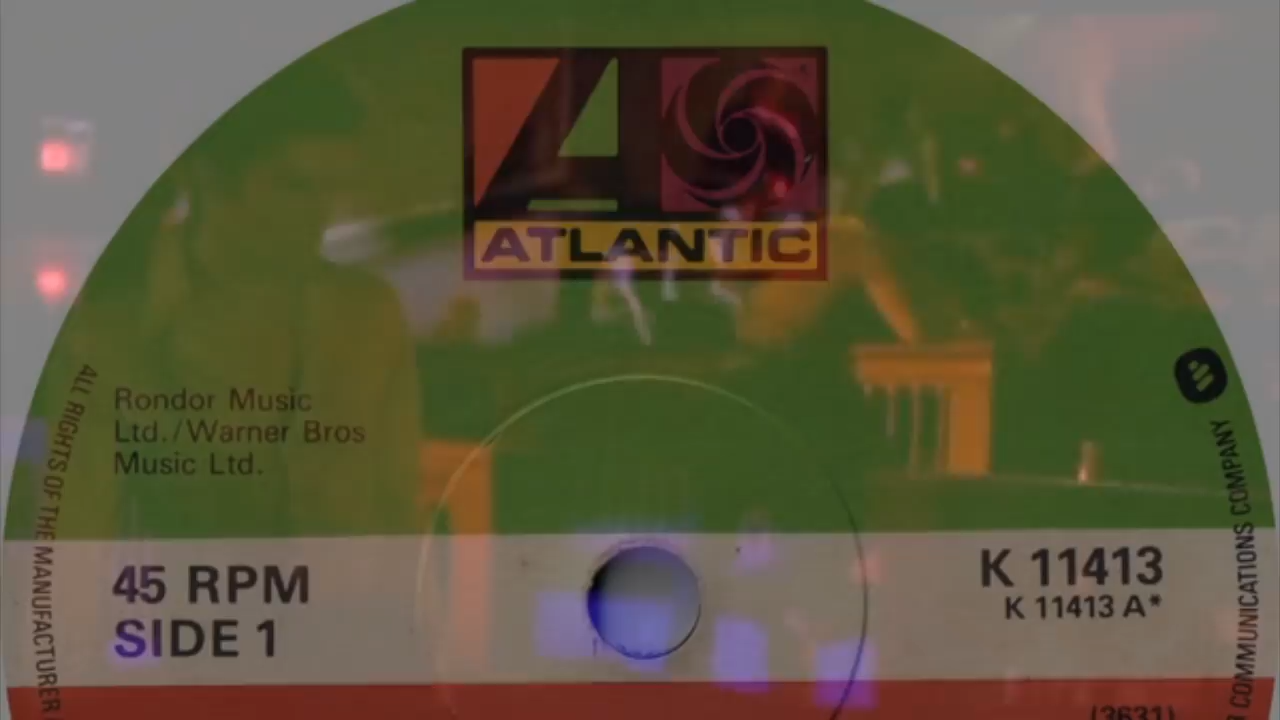 ATLANTIC
Rondor Music
Ltd./Warner Bros
Music Ltd.
45 RPM
SIDE 1
K 11413
K 11413 A*
(3631)
ALL RIGHTS OF THE MANUFACTURER
COMMUNICATIONS COMPANY